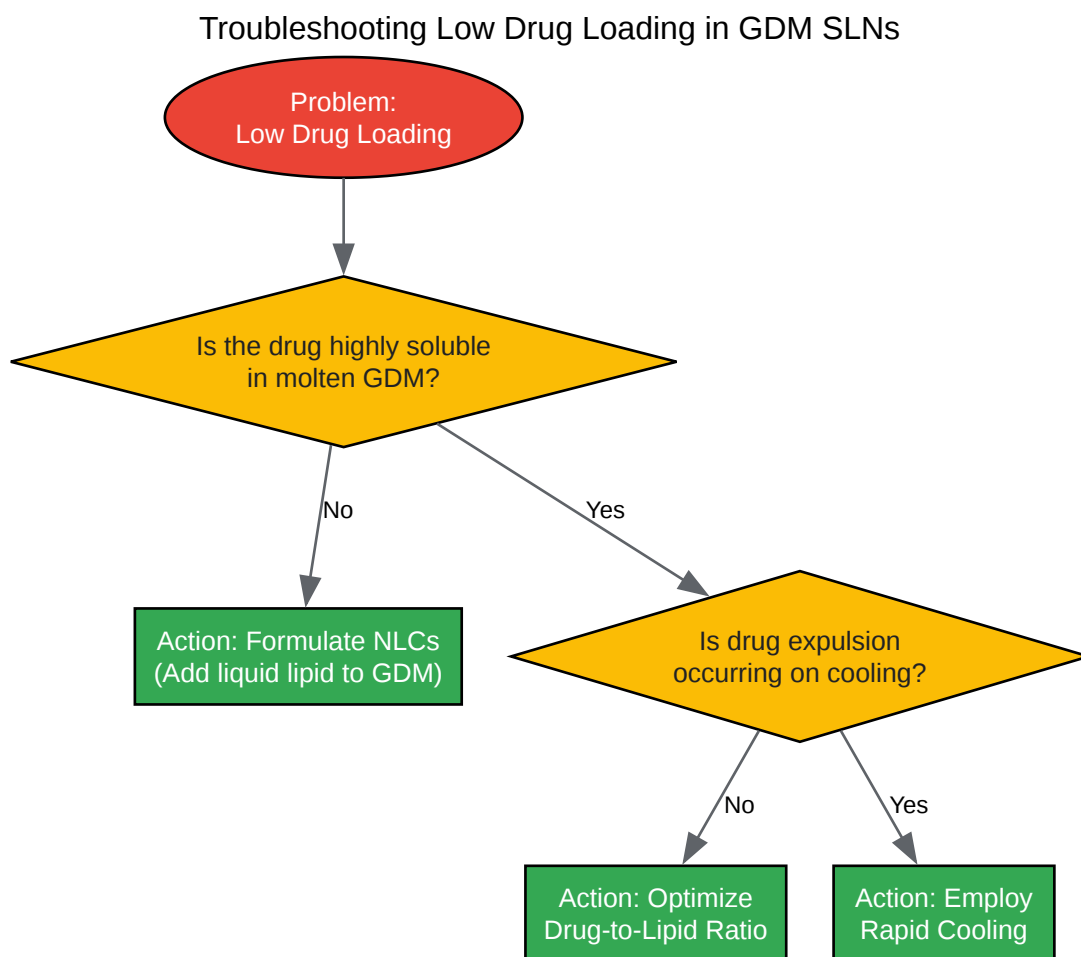 Troubleshooting Low Drug Loading in GDM SLNs
Problem:
Low Drug Loading
Is the drug highly soluble
in molten GDM?
No
Yes
Action: Formulate NLCs
(Add liquid lipid to GDM)
Is drug expulsion
occurring on cooling?
No
Yes
Action: Optimize
Drug-to-Lipid Ratio
Action: Employ
Rapid Cooling